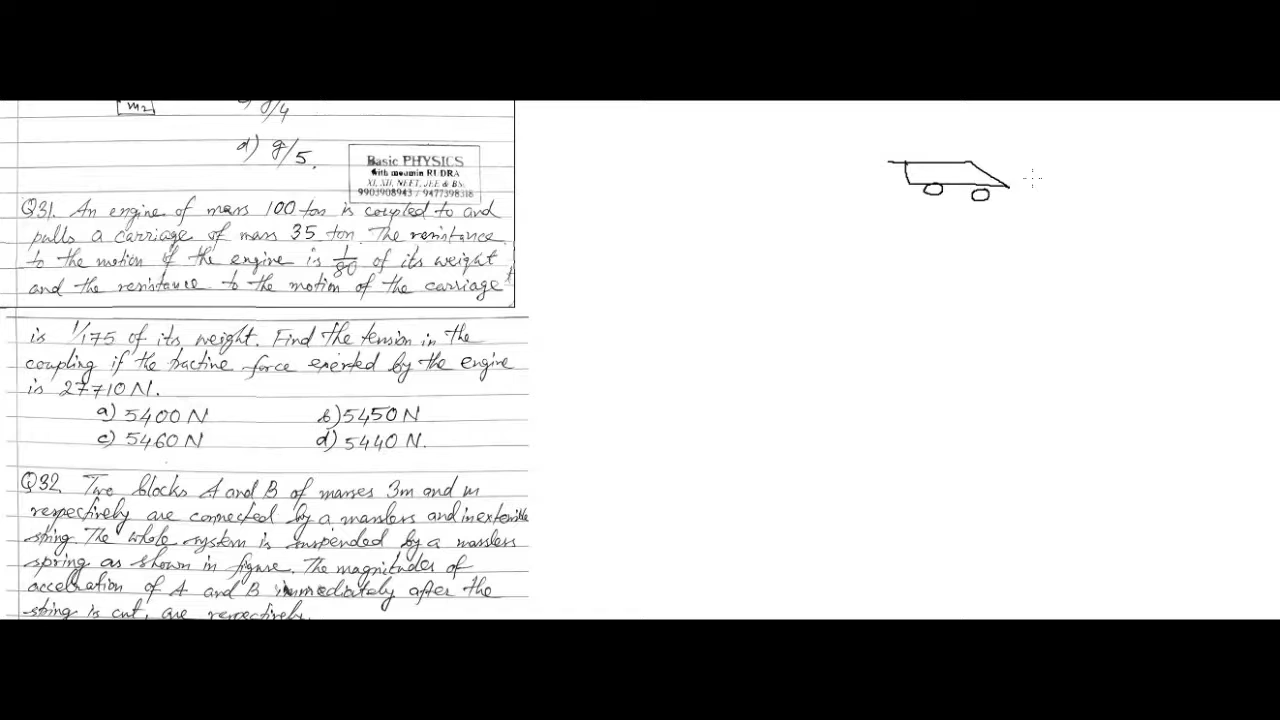 m2
g/4
d) g/5.
Basic PHYSICS
with meamin RUDRA
XI, XII, NEET, JEE & BSc
9903908943 / 9477398318
Q31. An engine of mass 100 ton is coupled to and
pulls a carriage of mass 35 ton. The resistance
to the motion of the engine is 1/80 of its weight
and the resistance to the motion of the carriage
is 1/175 of its weight. Find the tension in the
coupling if the tractive force exerted by the engine
is 27710 N.
a) 5400 N b) 5450 N
c) 5460 N d) 5440 N.
Q32. Two blocks A and B of masses 3m and m
respectively are connected by a massless and inextensible
string. The whole system is suspended by a massless
spring as shown in figure. The magnitudes of
acceleration of A and B immediately after the
string is cut, are respectively.